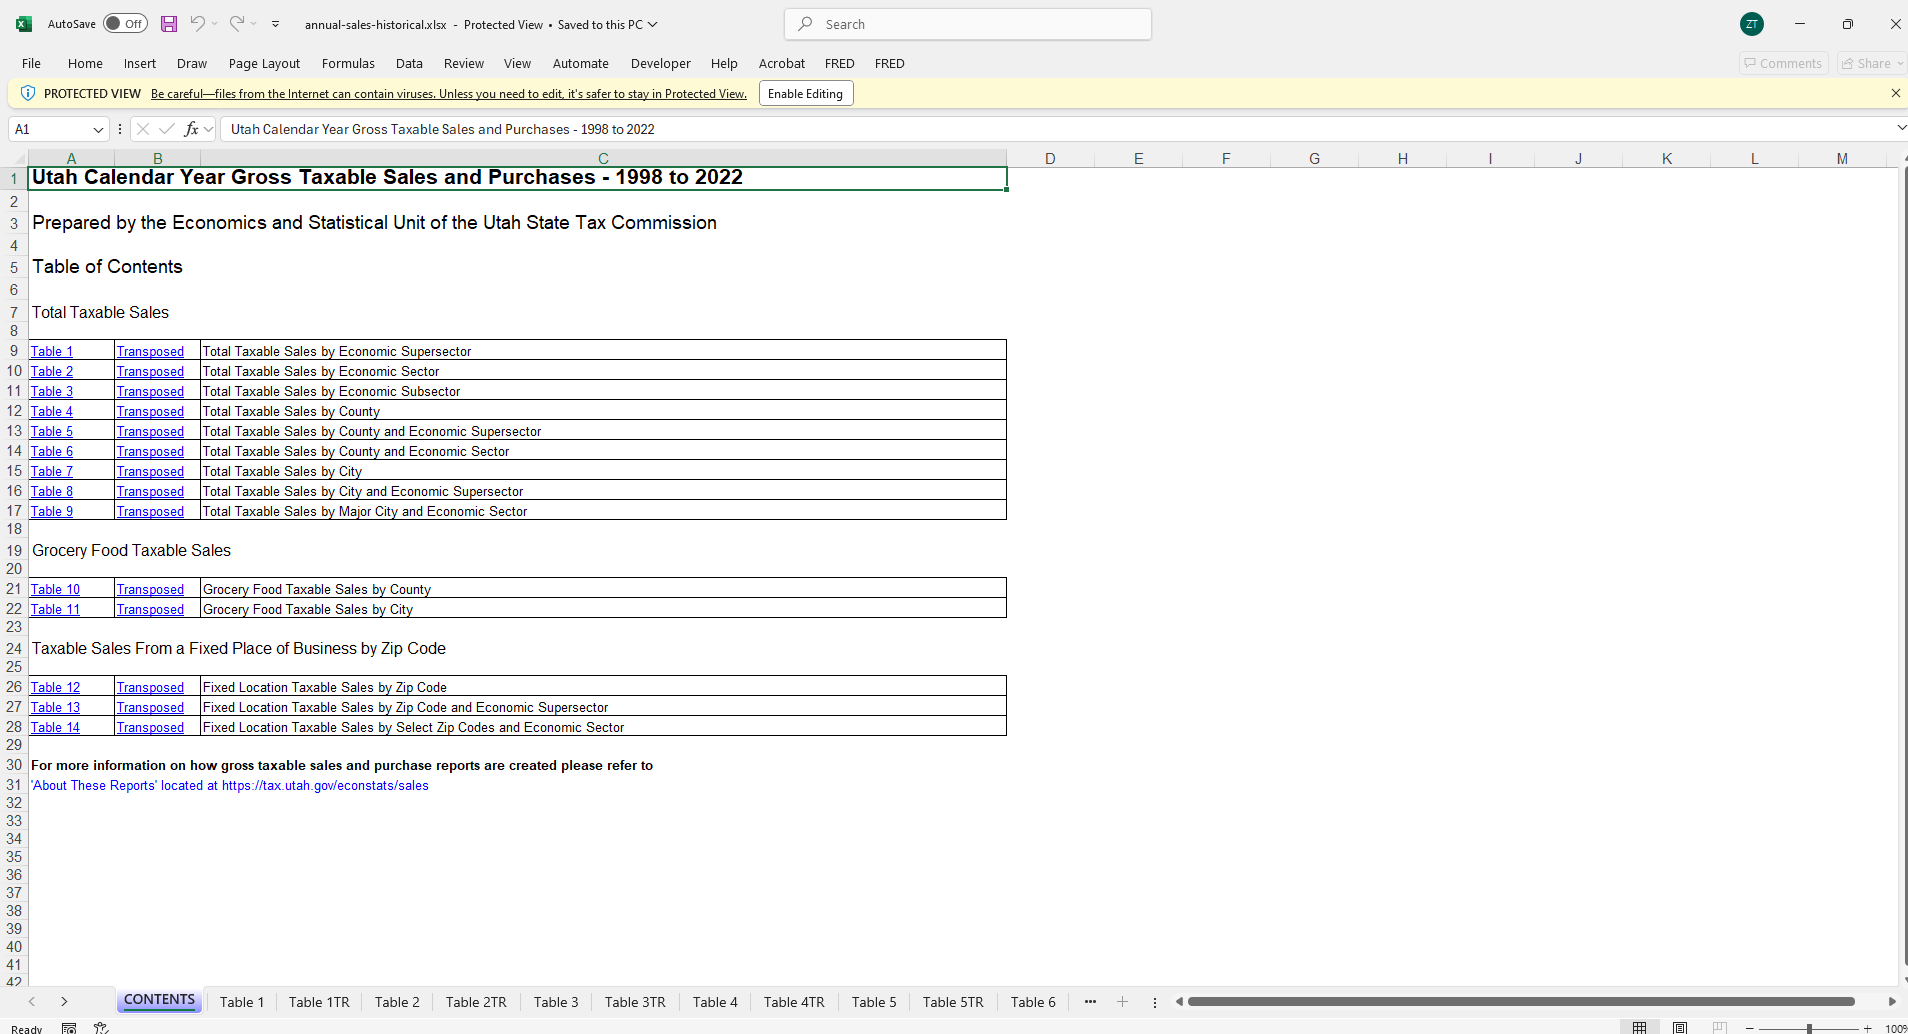 AutoSave Off annual-sales-historical.xlsx - Protected View • Saved to this PC Search ZT
File Home Insert Draw Page Layout Formulas Data Review View Automate Developer Help Acrobat FRED FRED Comments Share
PROTECTED VIEW Be careful—files from the Internet can contain viruses. Unless you need to edit, it's safer to stay in Protected View. Enable Editing
A1 fx Utah Calendar Year Gross Taxable Sales and Purchases - 1998 to 2022
A B C D E F G H I J K L M
1 Utah Calendar Year Gross Taxable Sales and Purchases - 1998 to 2022
2
3 Prepared by the Economics and Statistical Unit of the Utah State Tax Commission
4
5 Table of Contents
6
7 Total Taxable Sales
8
9 Table 1 Transposed Total Taxable Sales by Economic Supersector
10 Table 2 Transposed Total Taxable Sales by Economic Sector
11 Table 3 Transposed Total Taxable Sales by Economic Subsector
12 Table 4 Transposed Total Taxable Sales by County
13 Table 5 Transposed Total Taxable Sales by County and Economic Supersector
14 Table 6 Transposed Total Taxable Sales by County and Economic Sector
15 Table 7 Transposed Total Taxable Sales by City
16 Table 8 Transposed Total Taxable Sales by City and Economic Supersector
17 Table 9 Transposed Total Taxable Sales by Major City and Economic Sector
18
19 Grocery Food Taxable Sales
20
21 Table 10 Transposed Grocery Food Taxable Sales by County
22 Table 11 Transposed Grocery Food Taxable Sales by City
23
24 Taxable Sales From a Fixed Place of Business by Zip Code
25
26 Table 12 Transposed Fixed Location Taxable Sales by Zip Code
27 Table 13 Transposed Fixed Location Taxable Sales by Zip Code and Economic Supersector
28 Table 14 Transposed Fixed Location Taxable Sales by Select Zip Codes and Economic Sector
29
30 For more information on how gross taxable sales and purchase reports are created please refer to
31 'About These Reports' located at https://tax.utah.gov/econstats/sales
32
33
34
35
36
37
38
39
40
41
42
CONTENTS Table 1 Table 1TR Table 2 Table 2TR Table 3 Table 3TR Table 4 Table 4TR Table 5 Table 5TR Table 6 •••
Ready 100%